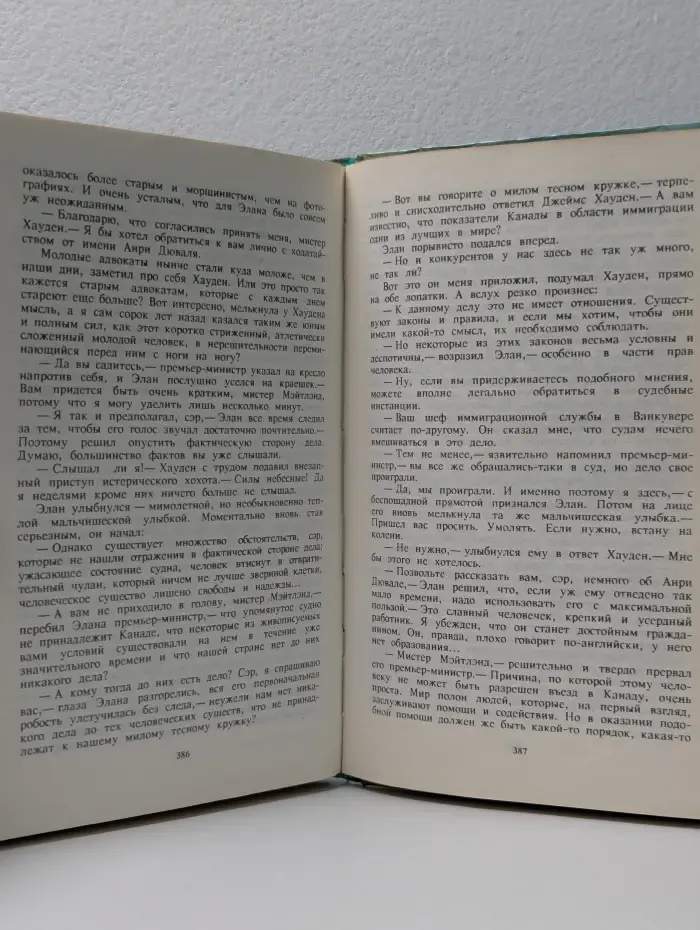 оказалось более старым и морщинистым, чем на фото-
графиях. И очень усталым, что для Элана было совсем
уж неожиданным.
— Благодарю, что согласились принять меня, мистер
Хауден.— Я бы хотел обратиться к вам лично с ходатай-
ством от имени Анри Дюваля.
Молодые адвокаты нынче стали куда моложе, чем в
наши дни, заметил про себя Хауден. Или это просто так
кажется старым адвокатам, которые с каждым днем
стареют еще больше? Вот интересно, мелькнула у Хаудена
мысль, а я сам сорок лет назад казался таким же юным
и полным сил, как этот коротко стриженный, атлетически
сложенный молодой человек, в нерешительности переми-
нающийся перед ним с ноги на ногу?
— Да вы садитесь,— премьер-министр указал на кресло
напротив себя, и Элан послушно уселся на краешек.—
Вам придется быть очень кратким, мистер Мэйтлэнд,
потому что я могу уделить лишь несколько минут.
— Я так и предполагал, сэр,— Элан все время следил
за тем, чтобы его голос звучал достаточно почтительно.—
Поэтому решил опустить фактическую сторону дела.
Думаю, большинство фактов вы уже слышали.
— Слышал ли я!— Хауден с трудом подавил внезап-
ный приступ истерического хохота.— Силы небесные! Да
я неделями кроме них ничего больше не слышал.
Элан улыбнулся — мимолетной, но необыкновенно теп-
лой мальчишеской улыбкой. Моментально вновь став
серьезным, он начал:
— Однако существует множество обстоятельств, сэр,
которые не нашли отражения в фактической стороне дела:
ужасающее состояние судна, человек втиснут в отврати-
тельный чулан, который ничем не лучше звериной клетки,
человеческое существо лишено свободы и надежды...
— А вам не приходило в голову, мистер Мэйтлэнд,—
перебил Элана премьер-министр,— что упомянутое судно
не принадлежит Канаде, что некоторые из живописуемых
вами условий существовали на нем в течение уже
значительного времени и что нашей стране нет до них
никакого дела?
— А кому тогда до них есть дело? Сэр, я спрашиваю
вас,— глаза Элана разгорелись, вся его первоначальная
робость улетучилась без следа,— неужели нам нет ника-
кого дела до тех человеческих существ, что не принад-
лежат к нашему милому тесному кружку?
386
— Вот вы говорите о милом тесном кружке,— терпе-
ливо и снисходительно ответил Джеймс Хауден.— А вам
известно, что показатели Канады в области иммиграции
одни из лучших в мире?
Элан порывисто подался вперед.
— Но и конкурентов у нас здесь не так уж много,
не так ли?
Вот это он меня приложил, подумал Хауден, прямо
на обе лопатки. А вслух резко произнес:
— К данному делу это не имеет отношения. Сущест-
вуют законы и правила, и если мы хотим, чтобы они
имели какой-то смысл, их необходимо соблюдать.
— Но некоторые из этих законов весьма условны и
деспотичны,— возразил Элан,— особенно в части прав
человека.
— Ну, если вы придерживаетесь подобного мнения,
можете вполне легально обратиться в судебные
инстанции.
— Ваш шеф иммиграционной службы в Ванкувере
считает по-другому. Он сказал мне, что судам нечего
вмешиваться в это дело.
— Тем не менее,— язвительно напомнил премьер-ми-
нистр,— вы все же обращались-таки в суд, но дело свое
проиграли.
— Да, мы проиграли. И именно поэтому я здесь,— с
беспощадной прямотой признался Элан. Потом на лице
его вновь мелькнула та же мальчишеская улыбка.—
Пришел вас просить. Умолять. Если нужно, встану на
колени.
— Не нужно,— улыбнулся ему в ответ Хауден.— Мне
бы этого не хотелось.
— Позвольте рассказать вам, сэр, немного об Анри
Дювале,— Элан решил, что, если уж ему отведено так
мало времени, надо использовать его с максимальной
пользой.— Это славный человечек, крепкий и усердный
работник. Я убежден, что он станет достойным гражда-
нином. Он, правда, плохо говорит по-английски, у него
нет образования...
— Мистер Мэйтлэнд,— решительно и твердо прервал
его премьер-министр.— Причина, по которой этому чело-
веку не может быть разрешен въезд в Канаду, очень
проста. Мир полон людей, которые, на первый взгляд,
заслуживают помощи и содействия. Но в оказании подо-
бной помощи должен же быть какой-то порядок, какая-то
387